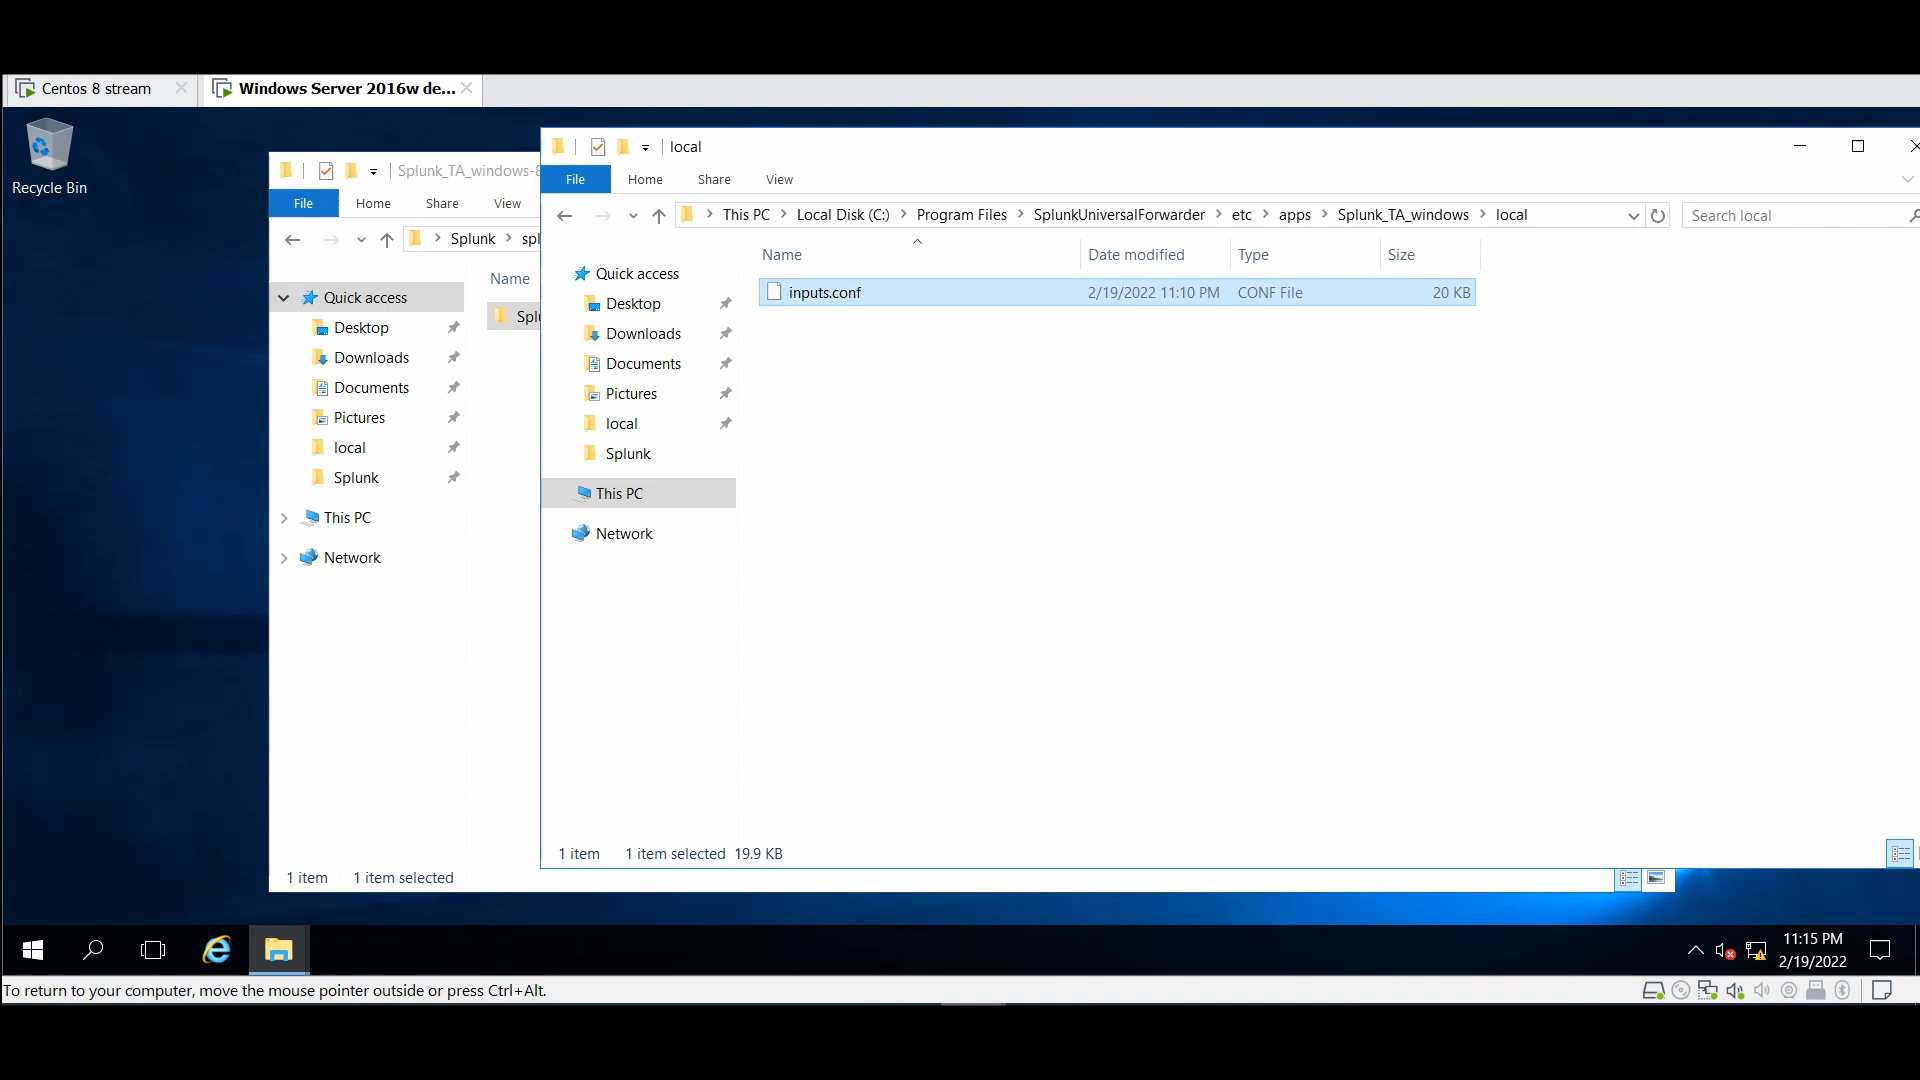 Centos 8 stream
Windows Server 2016w de...
Recycle Bin
Splunk_TA_windows-8
File Home Share View
Splunk spl
Name
Quick access
Desktop
Downloads
Documents
Pictures
local
Splunk
This PC
Network
Splu
1 item 1 item selected
local
File Home Share View
This PC Local Disk (C:) Program Files SplunkUniversalForwarder etc apps Splunk_TA_windows local
Search local
Name Date modified Type Size
inputs.conf 2/19/2022 11:10 PM CONF File 20 KB
Quick access
Desktop
Downloads
Documents
Pictures
local
Splunk
This PC
Network
1 item 1 item selected 19.9 KB
11:15 PM
2/19/2022
To return to your computer, move the mouse pointer outside or press Ctrl+Alt.